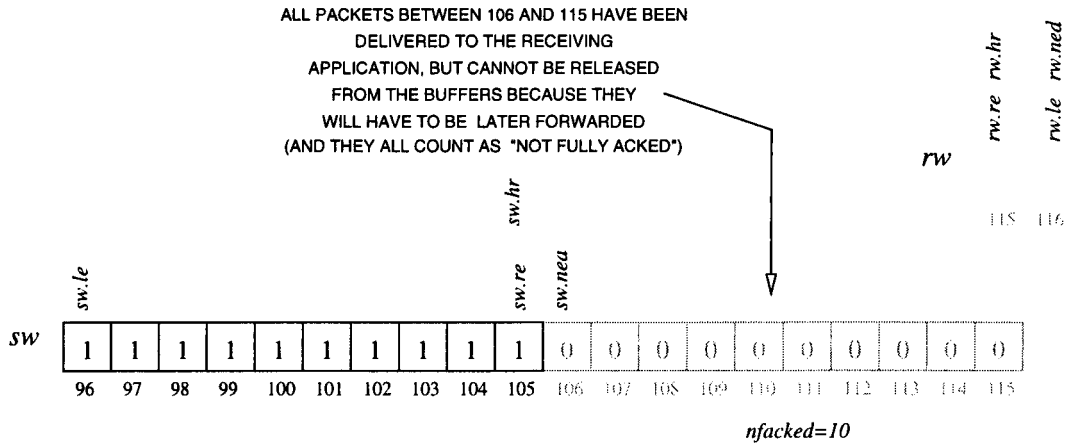 ALL PACKETS BETWEEN 106 AND 115 HAVE BEEN
DELIVERED TO THE RECEIVING
APPLICATION, BUT CANNOT BE RELEASED
FROM THE BUFFERS BECAUSE THEY
WILL HAVE TO BE LATER FORWARDED
(AND THEY ALL COUNT AS "NOT FULLY ACKED")
rw.re rw.hr
rw.le rw.ned
rw
115 116
sw.le
sw.re sw.hr
sw.ned
sw
1 1 1 1 1 1 1 1 1 1 0 0 0 0 0 0 0 0 0 0
96 97 98 99 100 101 102 103 104 105 106 107 108 109 110 111 112 113 114 115
nfacked=10